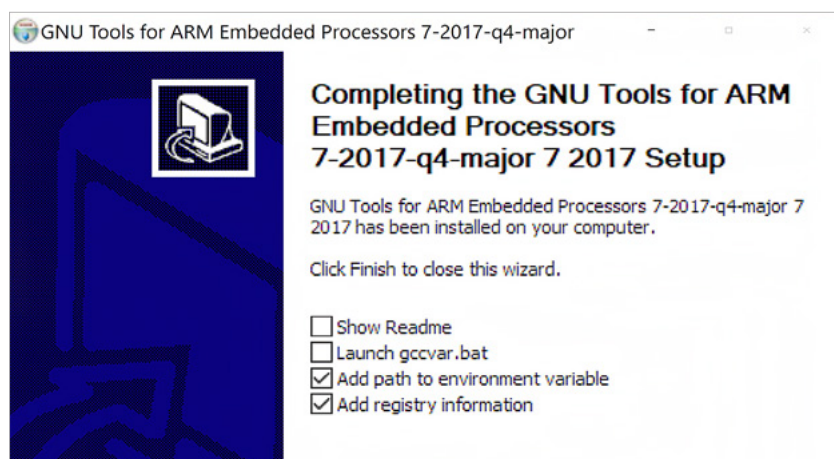 GNU Tools for ARM Embedded Processors 7-2017-q4-major
Completing the GNU Tools for ARM
Embedded Processors
7-2017-q4-major 7 2017 Setup
GNU Tools for ARM Embedded Processors 7-2017-q4-major 7
2017 has been installed on your computer.
Click Finish to close this wizard.
Show Readme
Launch gccvar.bat
Add path to environment variable
Add registry information